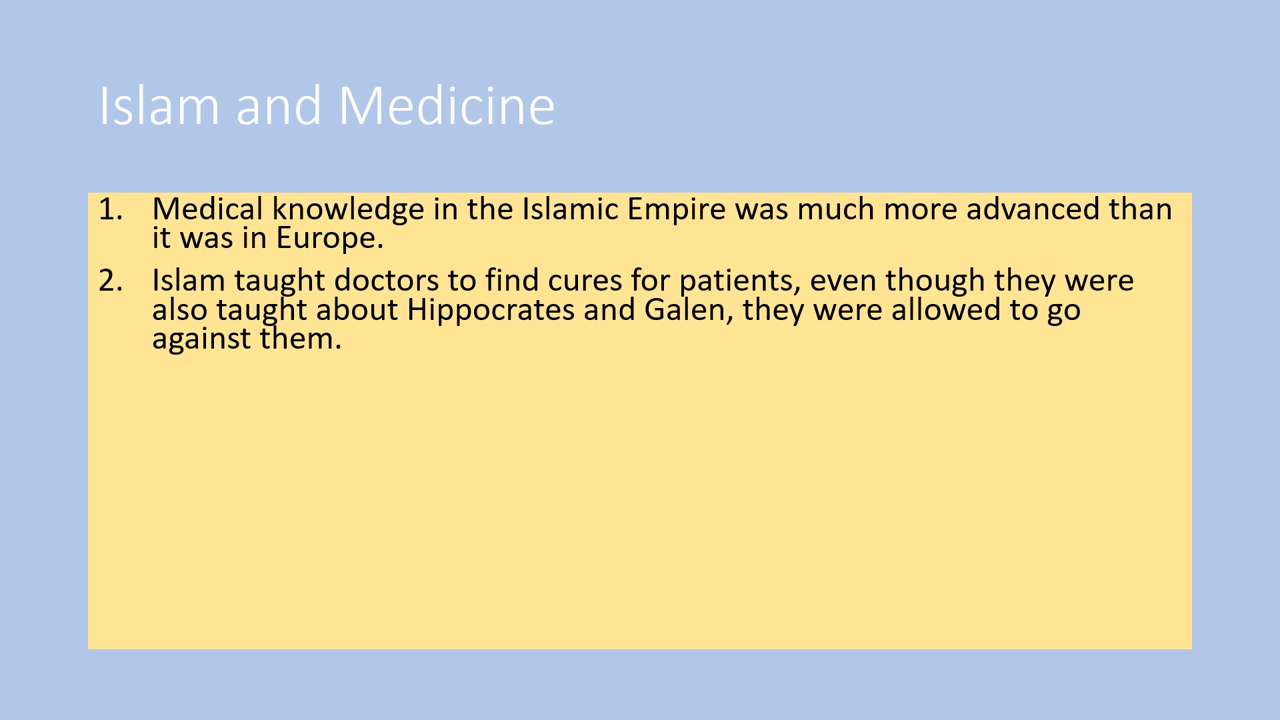 Islam and Medicine
1. Medical knowledge in the Islamic Empire was much more advanced than
it was in Europe.
2. Islam taught doctors to find cures for patients, even though they were
also taught about Hippocrates and Galen, they were allowed to go
against them.